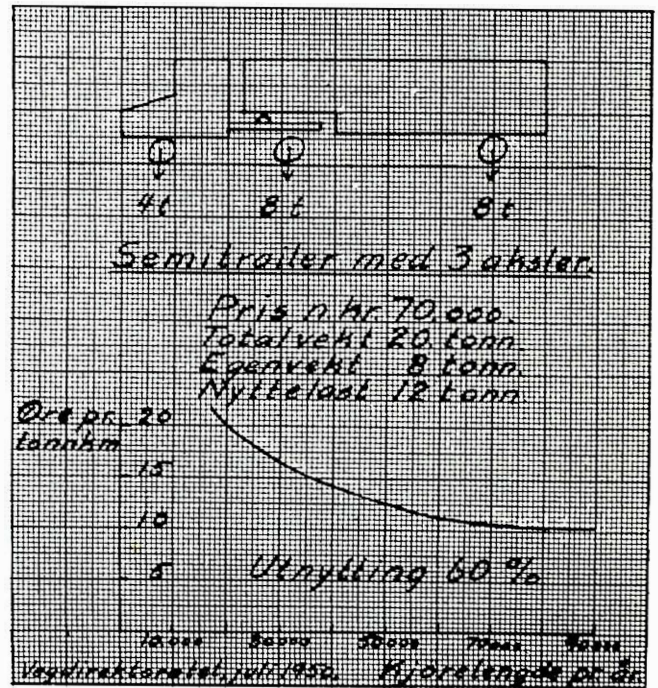 4t 8t 8t
Semitrailer med 3 aksler.
Pris n.kr. 70.000.
Totalvekt 20 tonn.
Egenvekt 8 tonn.
Nyttelast 12 tonn.
Øre pr. 20
tonnkm
15
10
5 Utnytting 60 %
10.000 30000 50000 70000 90000
Vegdirektoratet, juli 1950. Kjørelengde pr. år.